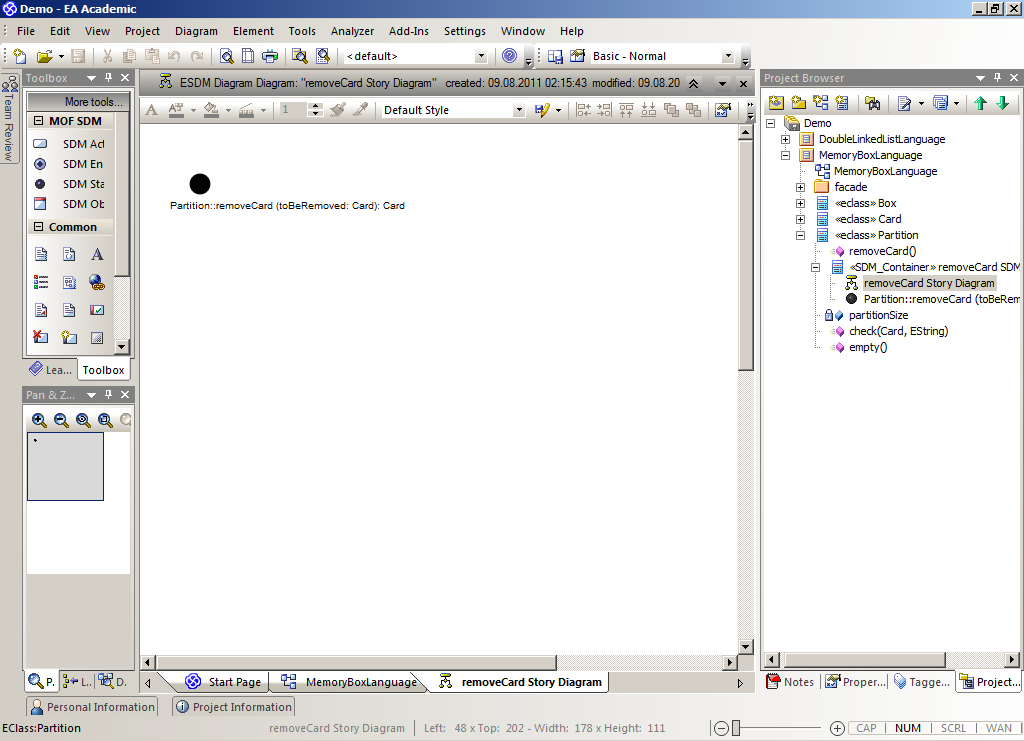 Demo - EA Academic
File Edit View Project Diagram Element Tools Analyzer Add-Ins Settings Window Help
<default>
Basic - Normal
Team Review
Toolbox
More tools...
MOF SDM
SDM Act
SDM En
SDM Sta
SDM Ob
Common
Lea...
Toolbox
Pan & Z...
P.
L..
D.
ESDM Diagram Diagram: "removeCard Story Diagram" created: 09.08.2011 02:15:43 modified: 09.08.20
1
Default Style
Partition::removeCard (toBeRemoved: Card): Card
Start Page
MemoryBoxLanguage
removeCard Story Diagram
Project Browser
Demo
DoubleLinkedListLanguage
MemoryBoxLanguage
MemoryBoxLanguage
facade
«eclass» Box
«eclass» Card
«eclass» Partition
removeCard()
«SDM_Container» removeCard SDM
removeCard Story Diagram
Partition::removeCard (toBeRem
partitionSize
check(Card, EString)
empty()
Notes
Proper...
Tagge...
Project...
Personal Information
Project Information
EClass:Partition
removeCard Story Diagram
Left: 48 x Top: 202 - Width: 178 x Height: 111
CAP NUM SCRL WAN